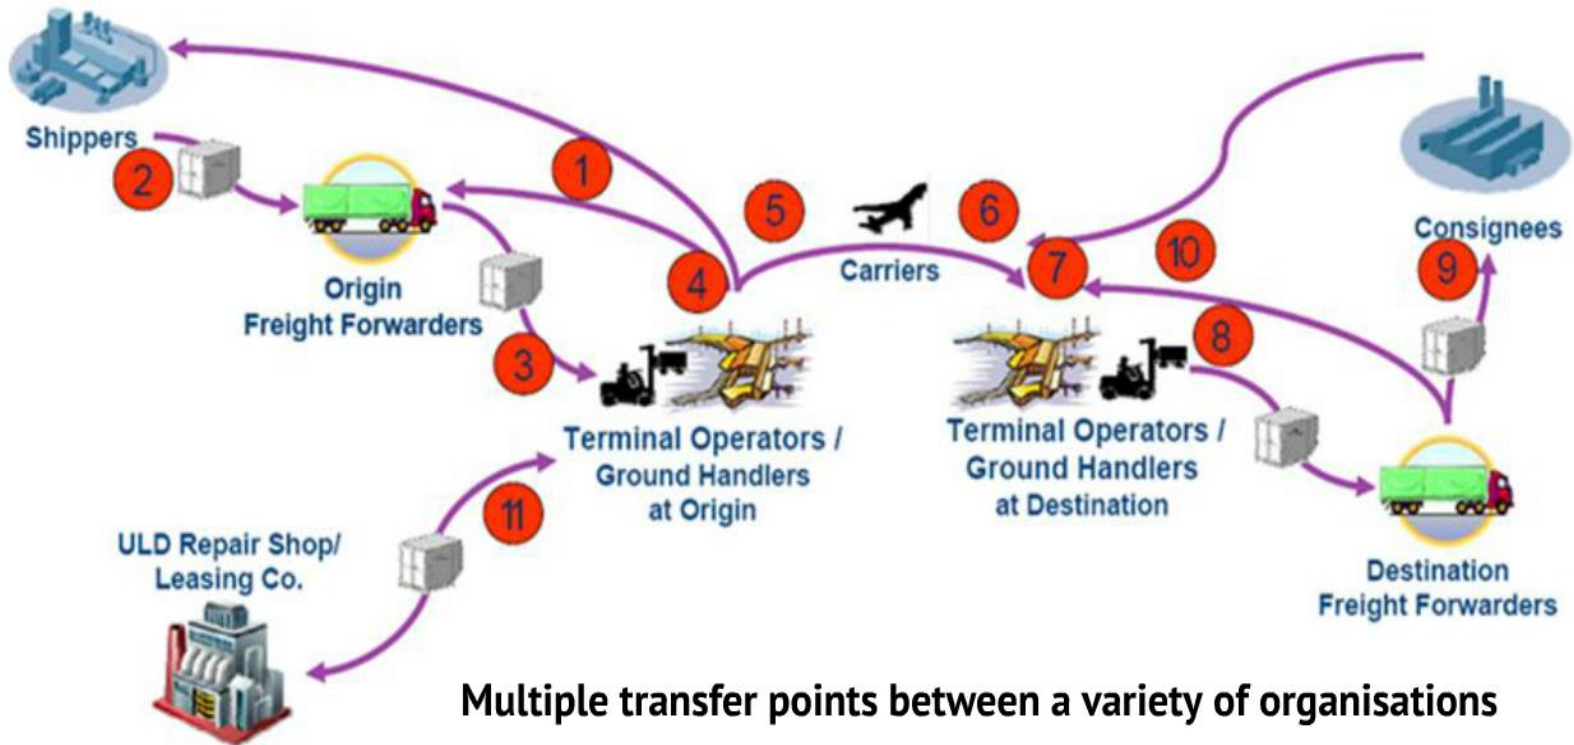 Shippers
2
1
5
6
10
Consignees
9
Carriers
7
4
Origin
Freight Forwarders
3
8
Terminal Operators /
Ground Handlers
at Origin
Terminal Operators /
Ground Handlers
at Destination
11
ULD Repair Shop/
Leasing Co.
Destination
Freight Forwarders
Multiple transfer points between a variety of organisations